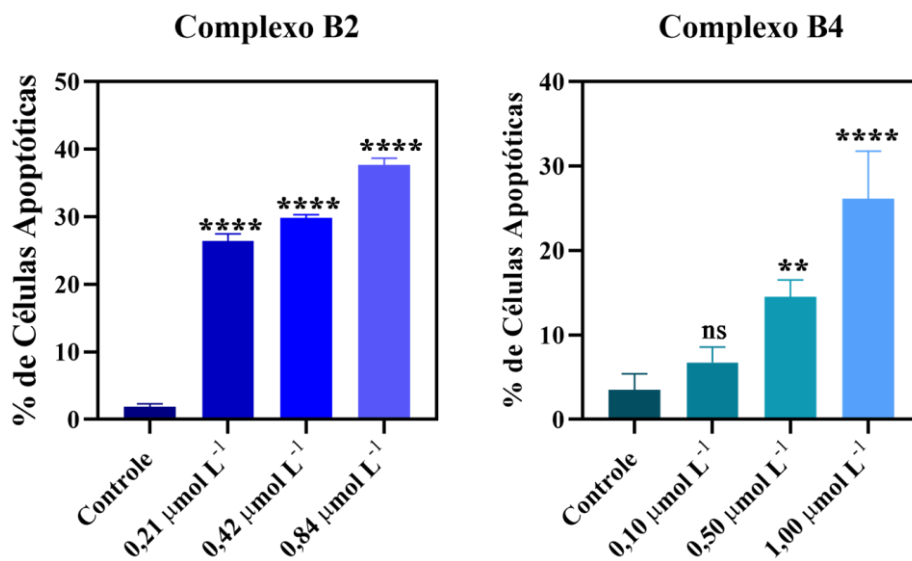 Complexo B2
% de Células Apoptóticas
50
40
30
20
10
0
****
****
****
Controle
0,21 µmol L⁻¹
0,42 µmol L⁻¹
0,84 µmol L⁻¹
Complexo B4
% de Células Apoptóticas
40
30
20
10
0
ns
**
****
Controle
0,10 µmol L⁻¹
0,50 µmol L⁻¹
1,00 µmol L⁻¹